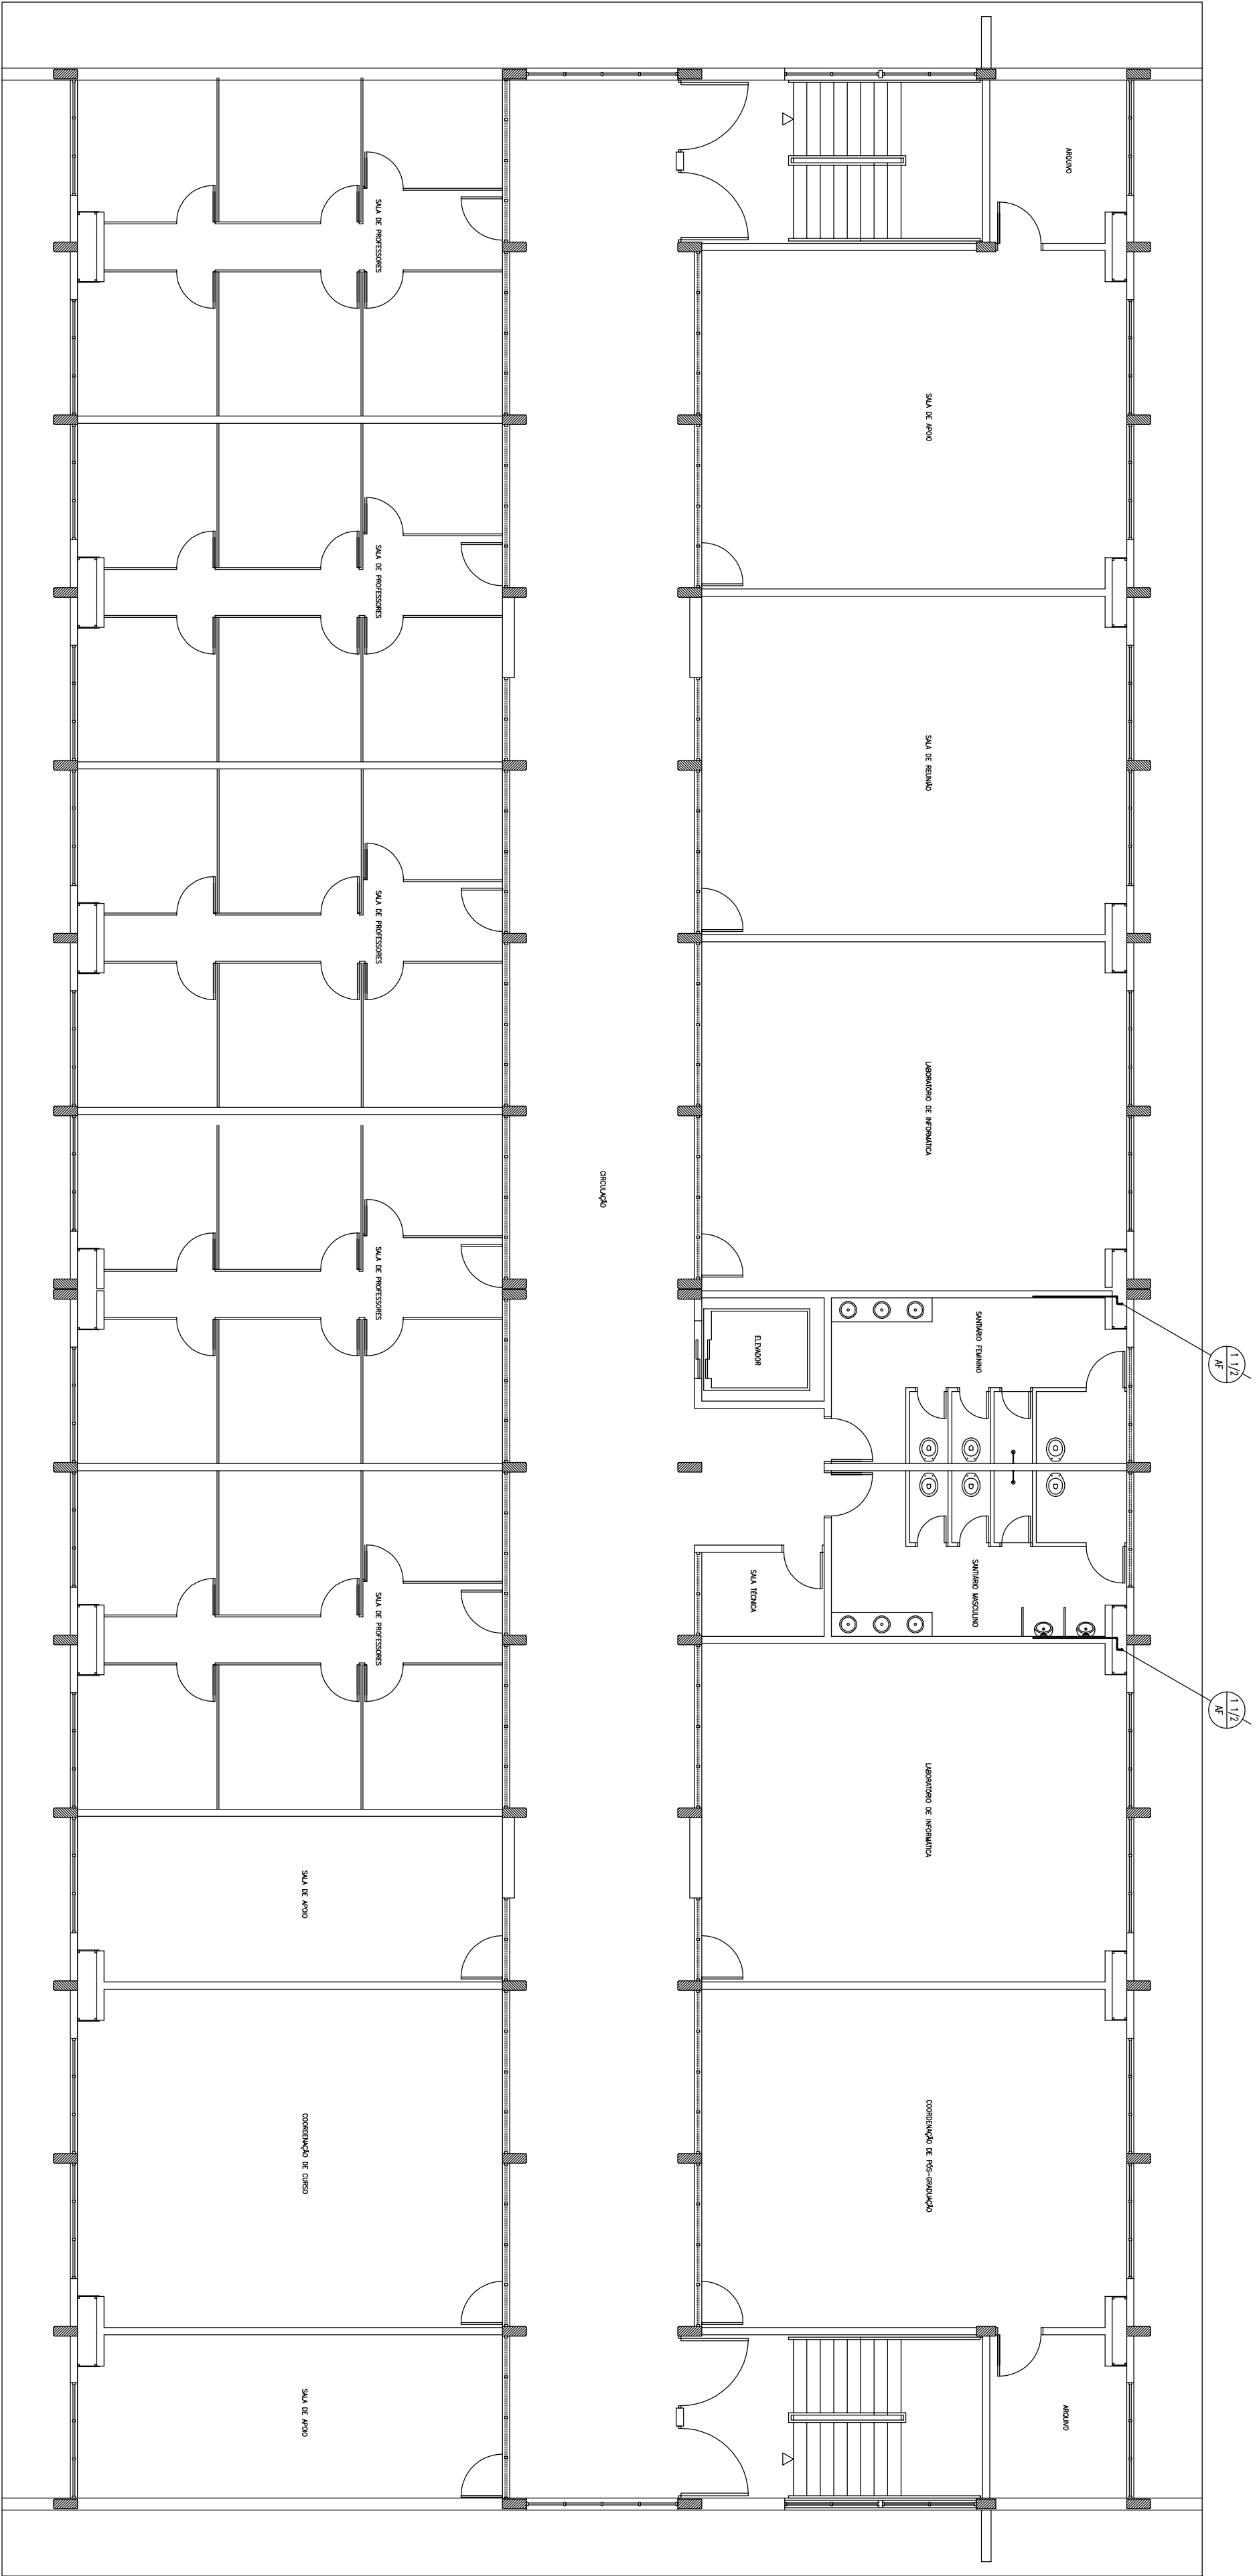 ARQUIVO
SALA DE PROFESSORES
SALA DE APOIO
SALA DE PROFESSORES
SALA DE REUNIÃO
SALA DE PROFESSORES
LABORATÓRIO DE INFORMÁTICA
CIRCULAÇÃO
SALA DE PROFESSORES
ELEVADOR
SANITÁRIO FEMININO
1 1/2
AF
SALA DE PROFESSORES
SALA TÉCNICA
SANITÁRIO MASCULINO
1 1/2
AF
LABORATÓRIO DE INFORMÁTICA
SALA DE APOIO
COORDENAÇÃO DE CURSO
COORDENAÇÃO DE PÓS-GRADUAÇÃO
SALA DE APOIO
ARQUIVO